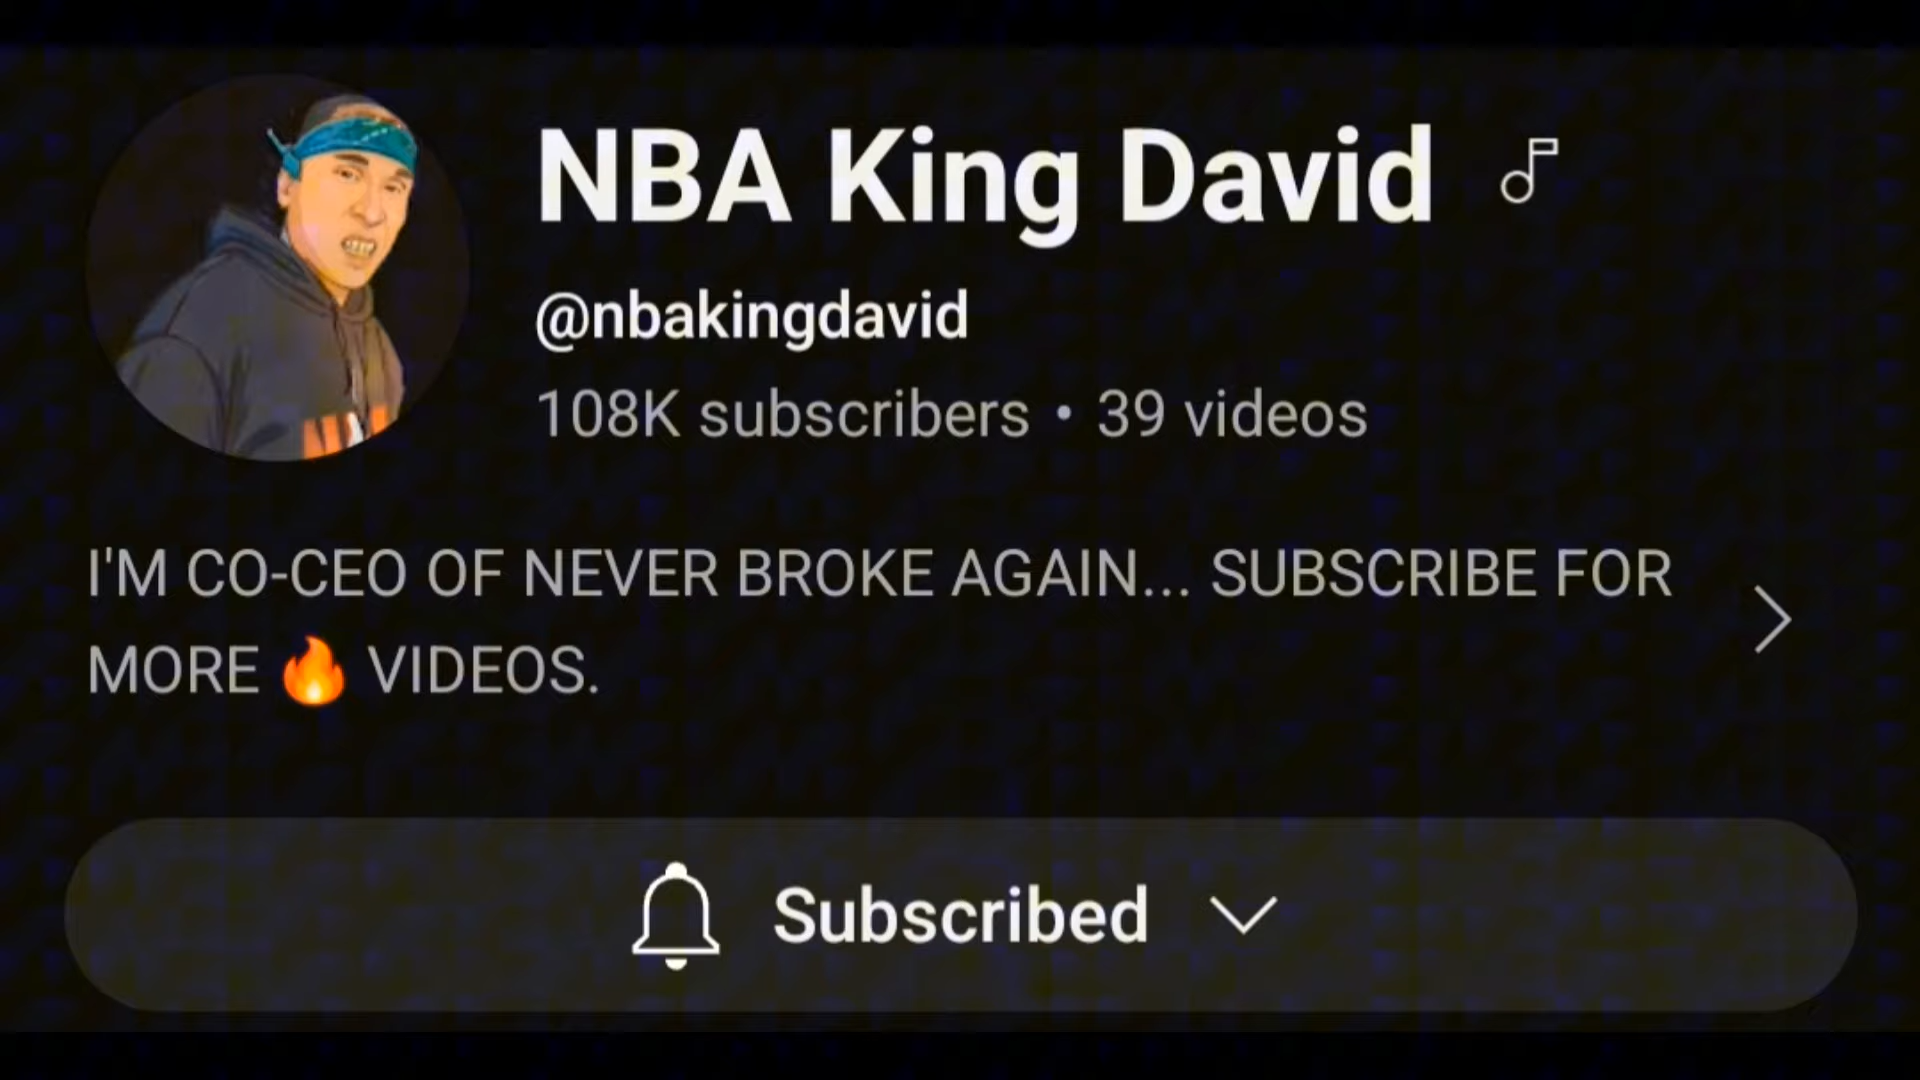 NBA King David
@nbakingdavid
108K subscribers • 39 videos
I'M CO-CEO OF NEVER BROKE AGAIN... SUBSCRIBE FOR
MORE 🔥 VIDEOS.
Subscribed